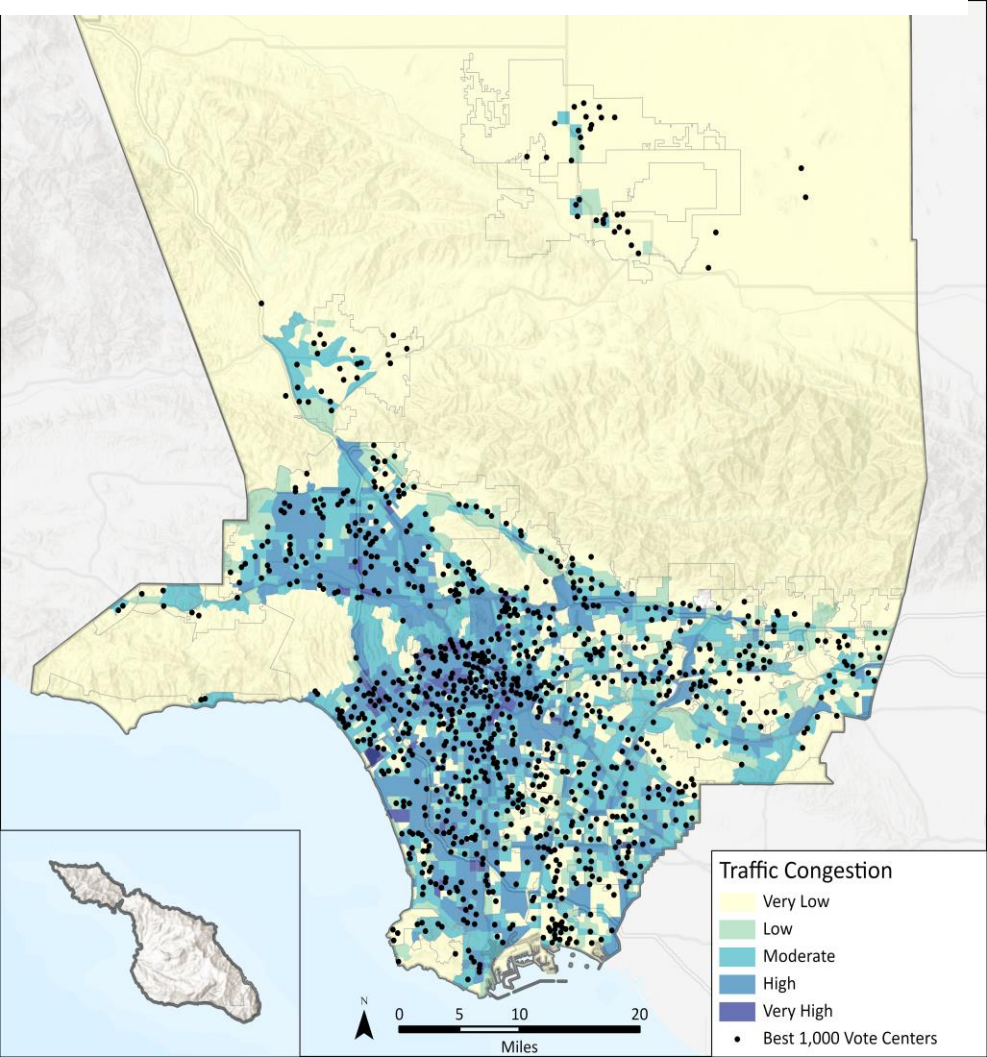 Traffic Congestion
Very Low
Low
Moderate
High
Very High
Best 1,000 Vote Centers
N
0 5 10 20
Miles